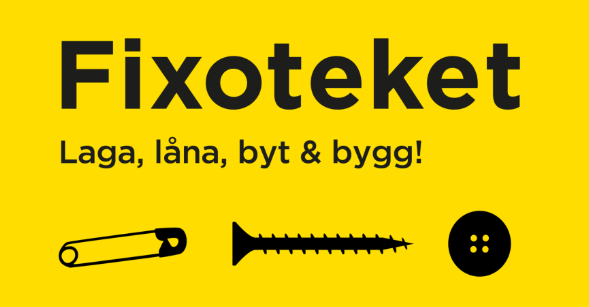 Fixoteket
Laga, låna, byt & bygg!